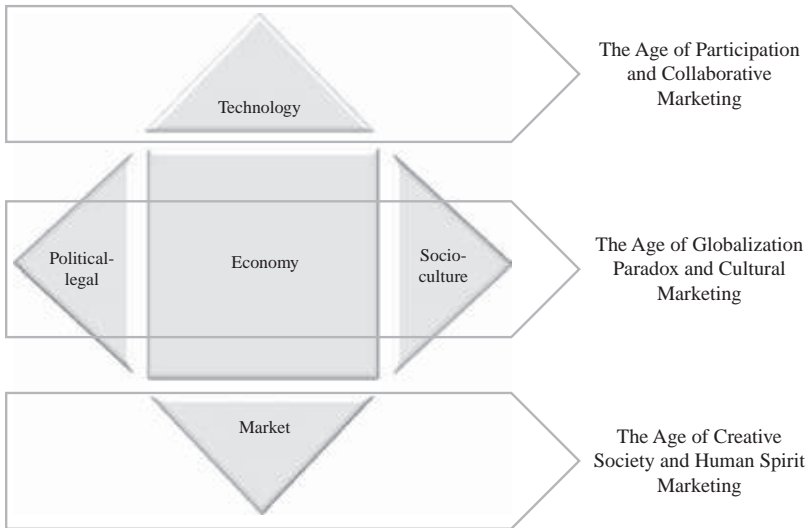 Technology
The Age of Participation
and Collaborative
Marketing
Political-
legal
Economy
Socio-
culture
The Age of Globalization
Paradox and Cultural
Marketing
Market
The Age of Creative
Society and Human Spirit
Marketing